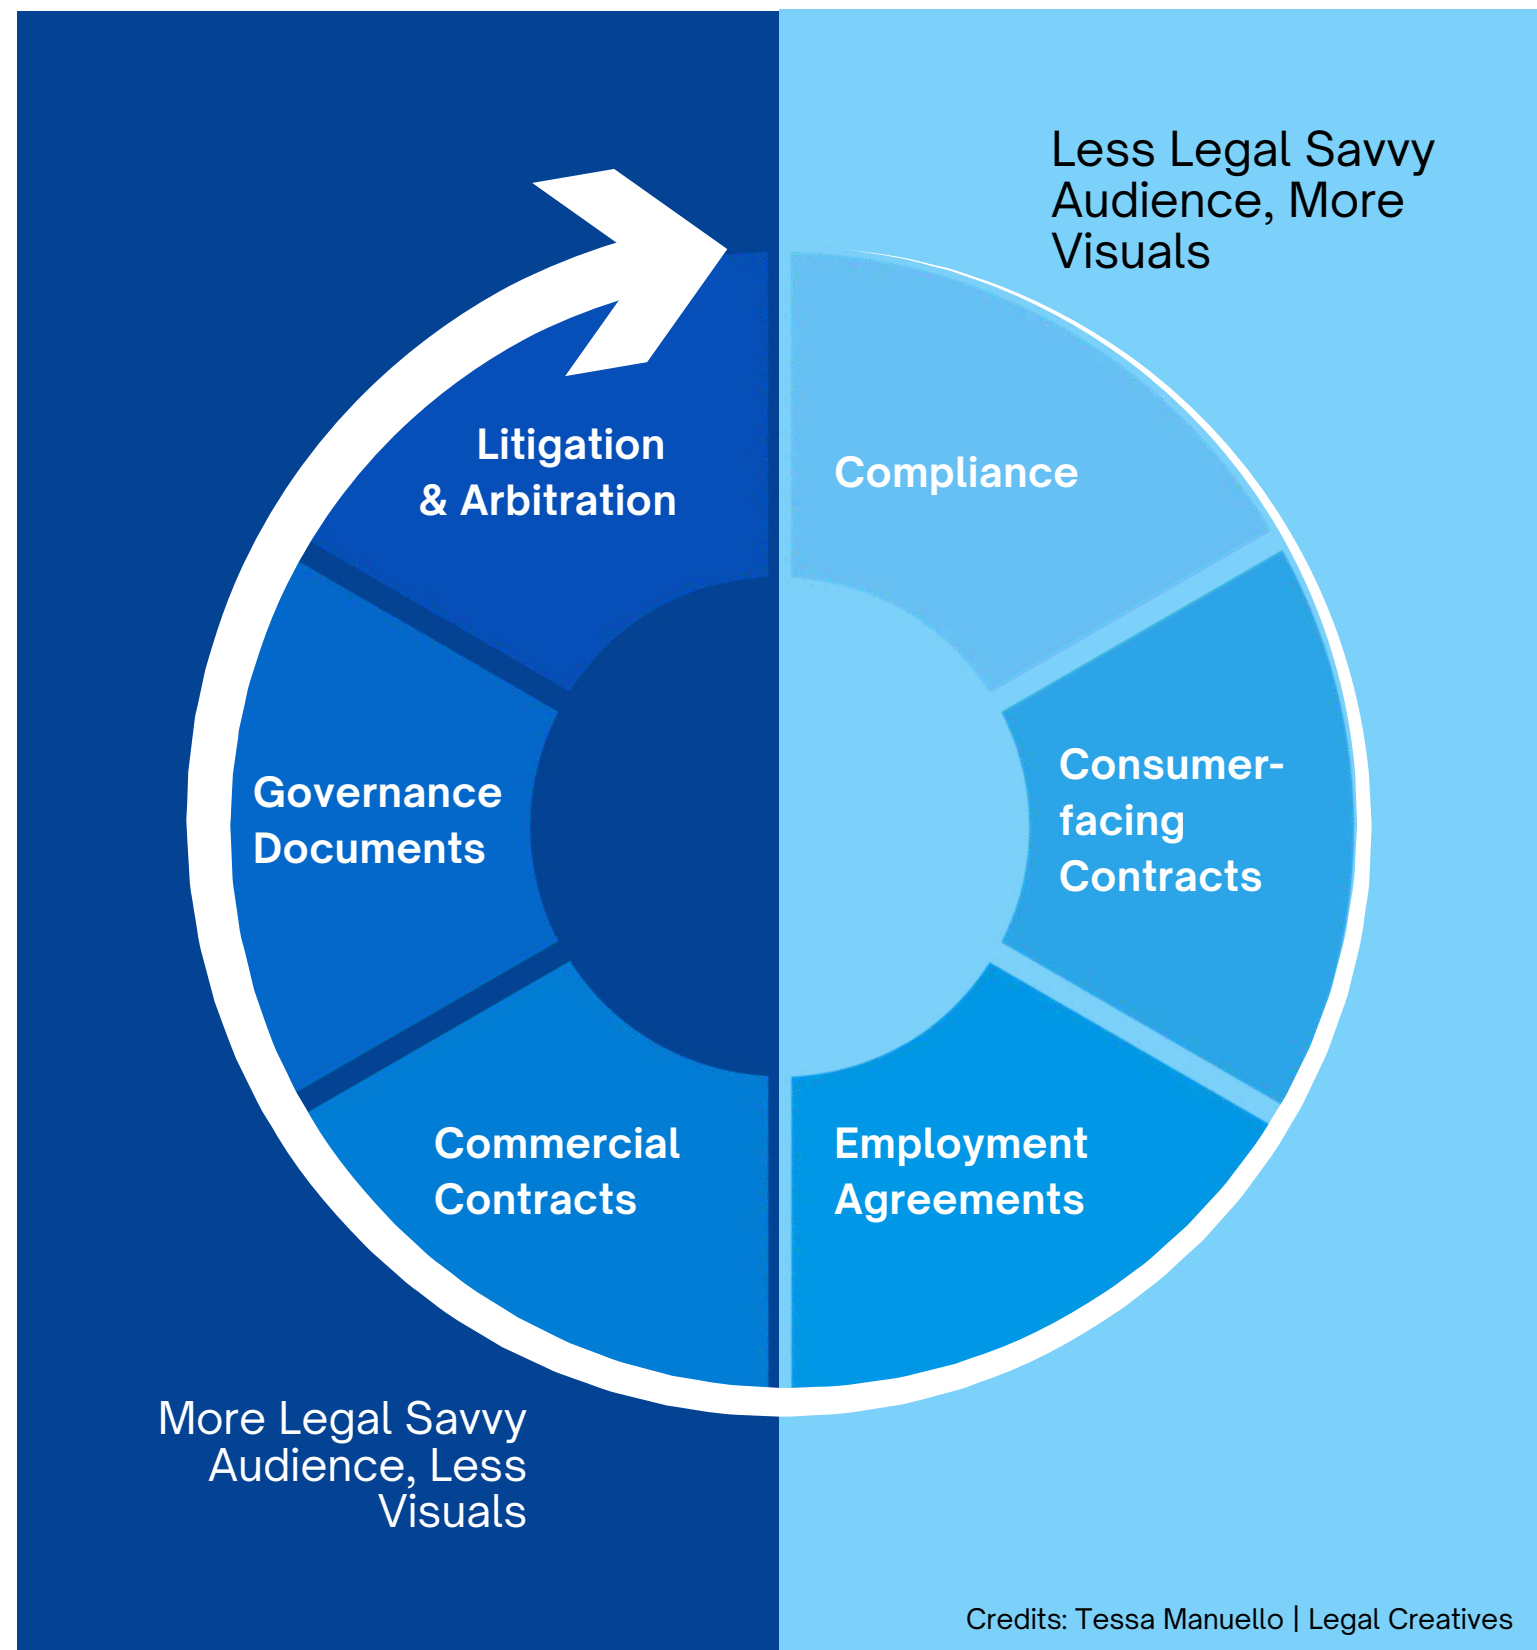 Less Legal Savvy
Audience, More
Visuals
Litigation
& Arbitration
Compliance
Governance
Documents
Consumer-
facing
Contracts
Commercial
Contracts
Employment
Agreements
More Legal Savvy
Audience, Less
Visuals
Credits: Tessa Manuello | Legal Creatives